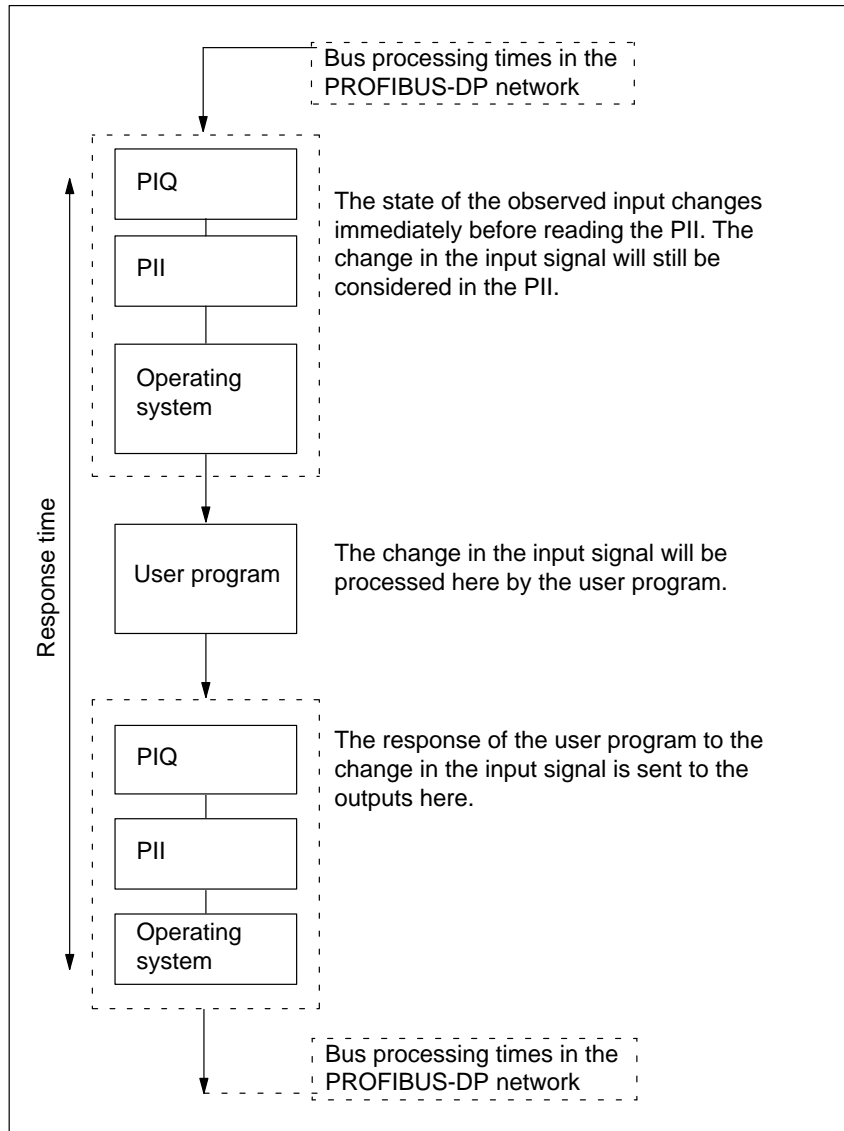 Bus processing times in the
PROFIBUS-DP network
PIQ
The state of the observed input changes
immediately before reading the PII. The
change in the input signal will still be
considered in the PII.
PII
Operating
system
Response time
User program
The change in the input signal will be
processed here by the user program.
PIQ
The response of the user program to the
change in the input signal is sent to the
outputs here.
PII
Operating
system
Bus processing times in the
PROFIBUS-DP network